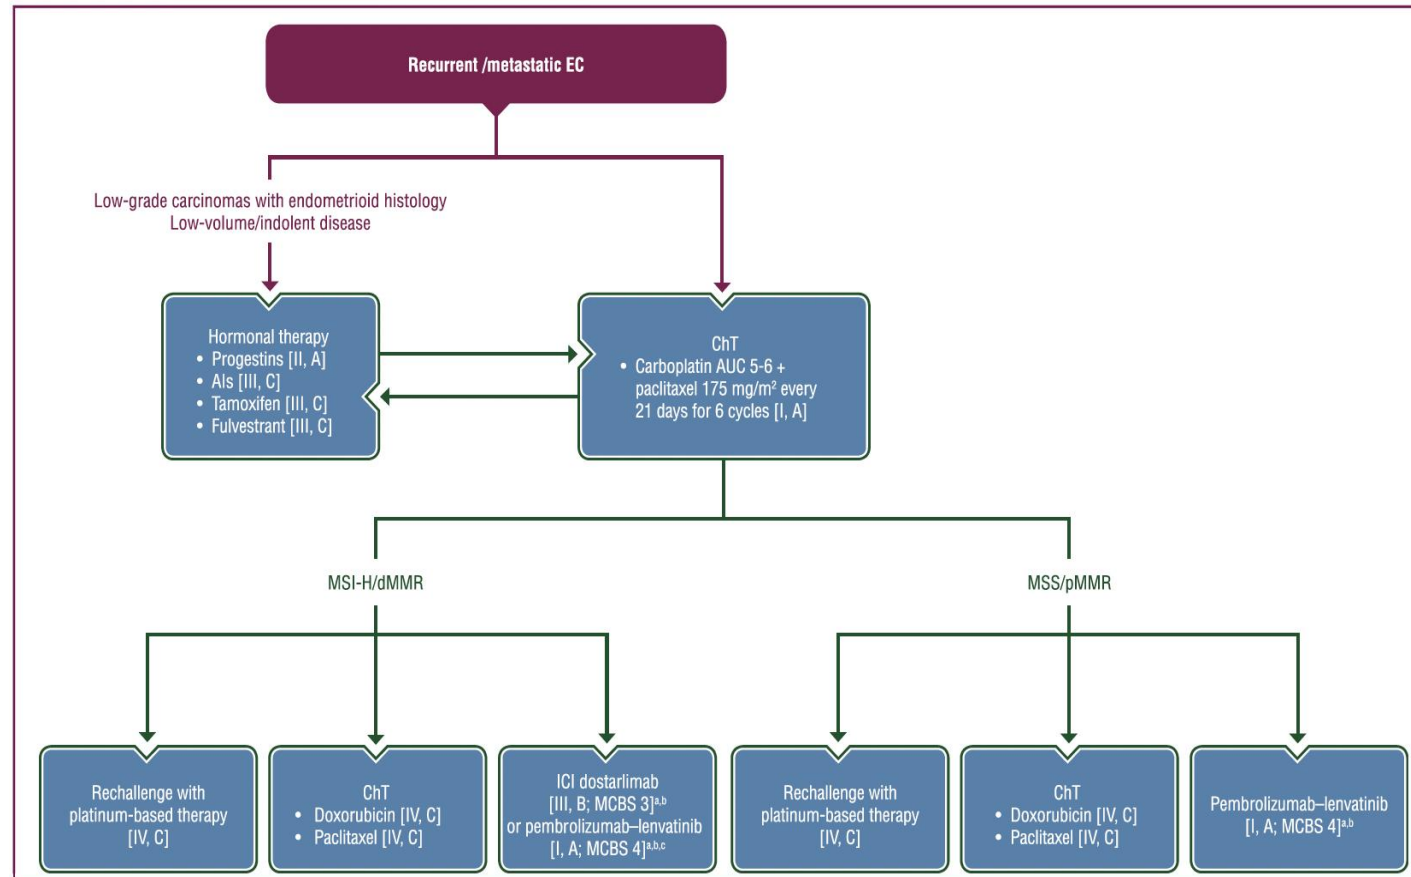 Recurrent /metastatic EC
Low-grade carcinomas with endometrioid histology
Low-volume/indolent disease
Hormonal therapy
• Progestins [II, A]
• AIs [III, C]
• Tamoxifen [III, C]
• Fulvestrant [III, C]
ChT
• Carboplatin AUC 5-6 +
paclitaxel 175 mg/m² every
21 days for 6 cycles [I, A]
MSI-H/dMMR
MSS/pMMR
Rechallenge with
platinum-based therapy
[IV, C]
ChT
• Doxorubicin [IV, C]
• Paclitaxel [IV, C]
ICI dostarlimab
[III, B; MCBS 3]a,b
or pembrolizumab–lenvatinib
[I, A; MCBS 4]a,b,c
Rechallenge with
platinum-based therapy
[IV, C]
ChT
• Doxorubicin [IV, C]
• Paclitaxel [IV, C]
Pembrolizumab–lenvatinib
[I, A; MCBS 4]a,b